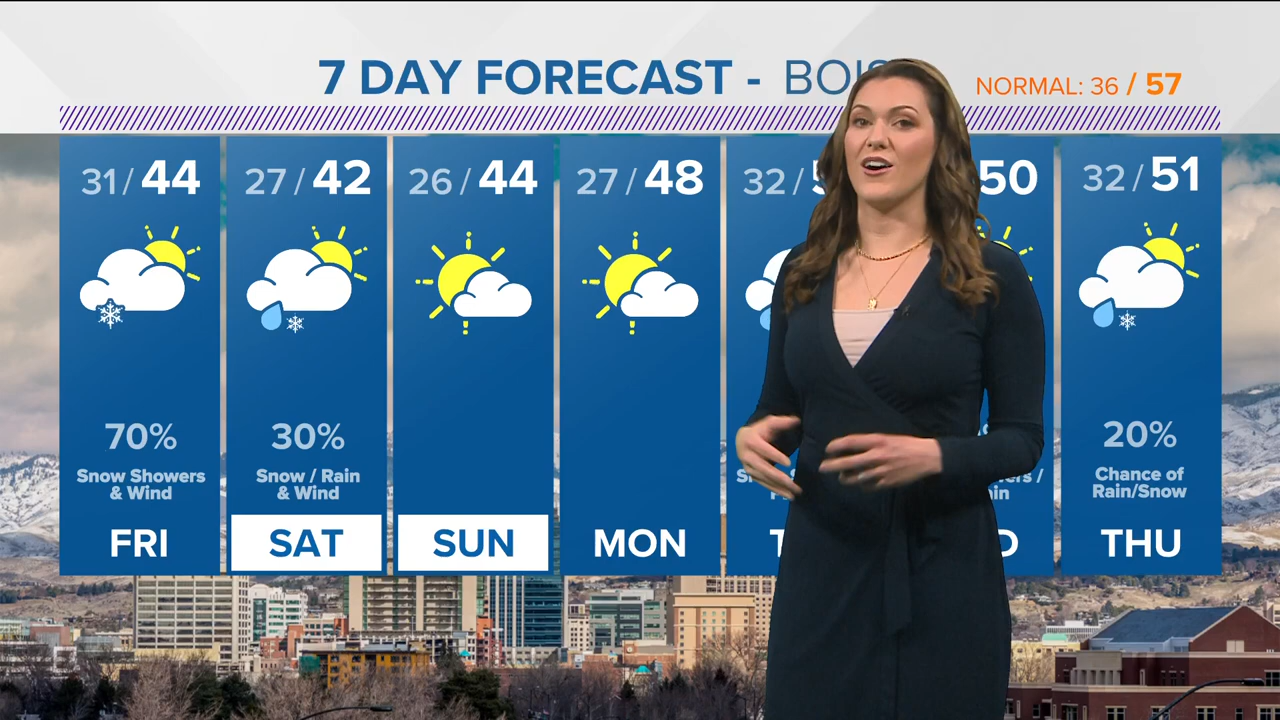 7 DAY FORECAST -
NORMAL: 36 / 57
31 / 44
27 / 42
26 / 44
27 / 48
32 /
50
32 / 51
70%
30%
20%
Snow Showers
& Wind
Snow / Rain
& Wind
Chance of
Rain/Snow
FRI
SAT
SUN
MON
THU